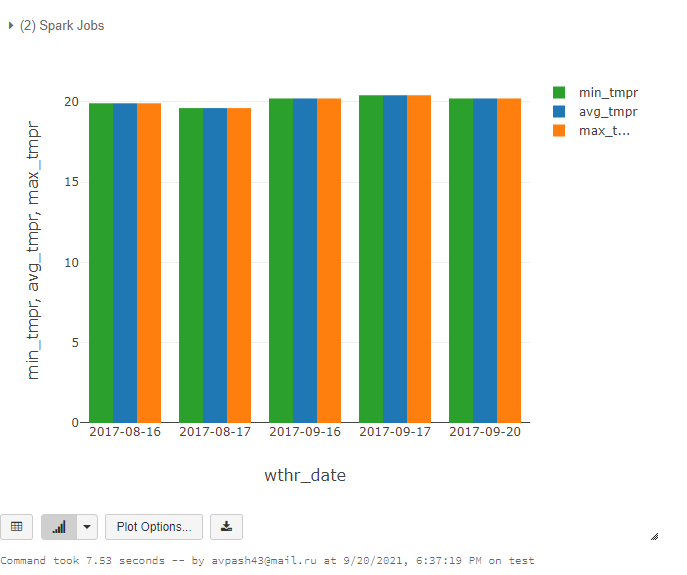 (2) Spark Jobs
min_tmpr
avg_tmpr
max_t...
min_tmpr, avg_tmpr, max_tmpr
20
15
10
5
0
2017-08-16 2017-08-17 2017-09-16 2017-09-17 2017-09-20
wthr_date
Plot Options...
Command took 7.53 seconds -- by avpash43@mail.ru at 9/20/2021, 6:37:19 PM on test